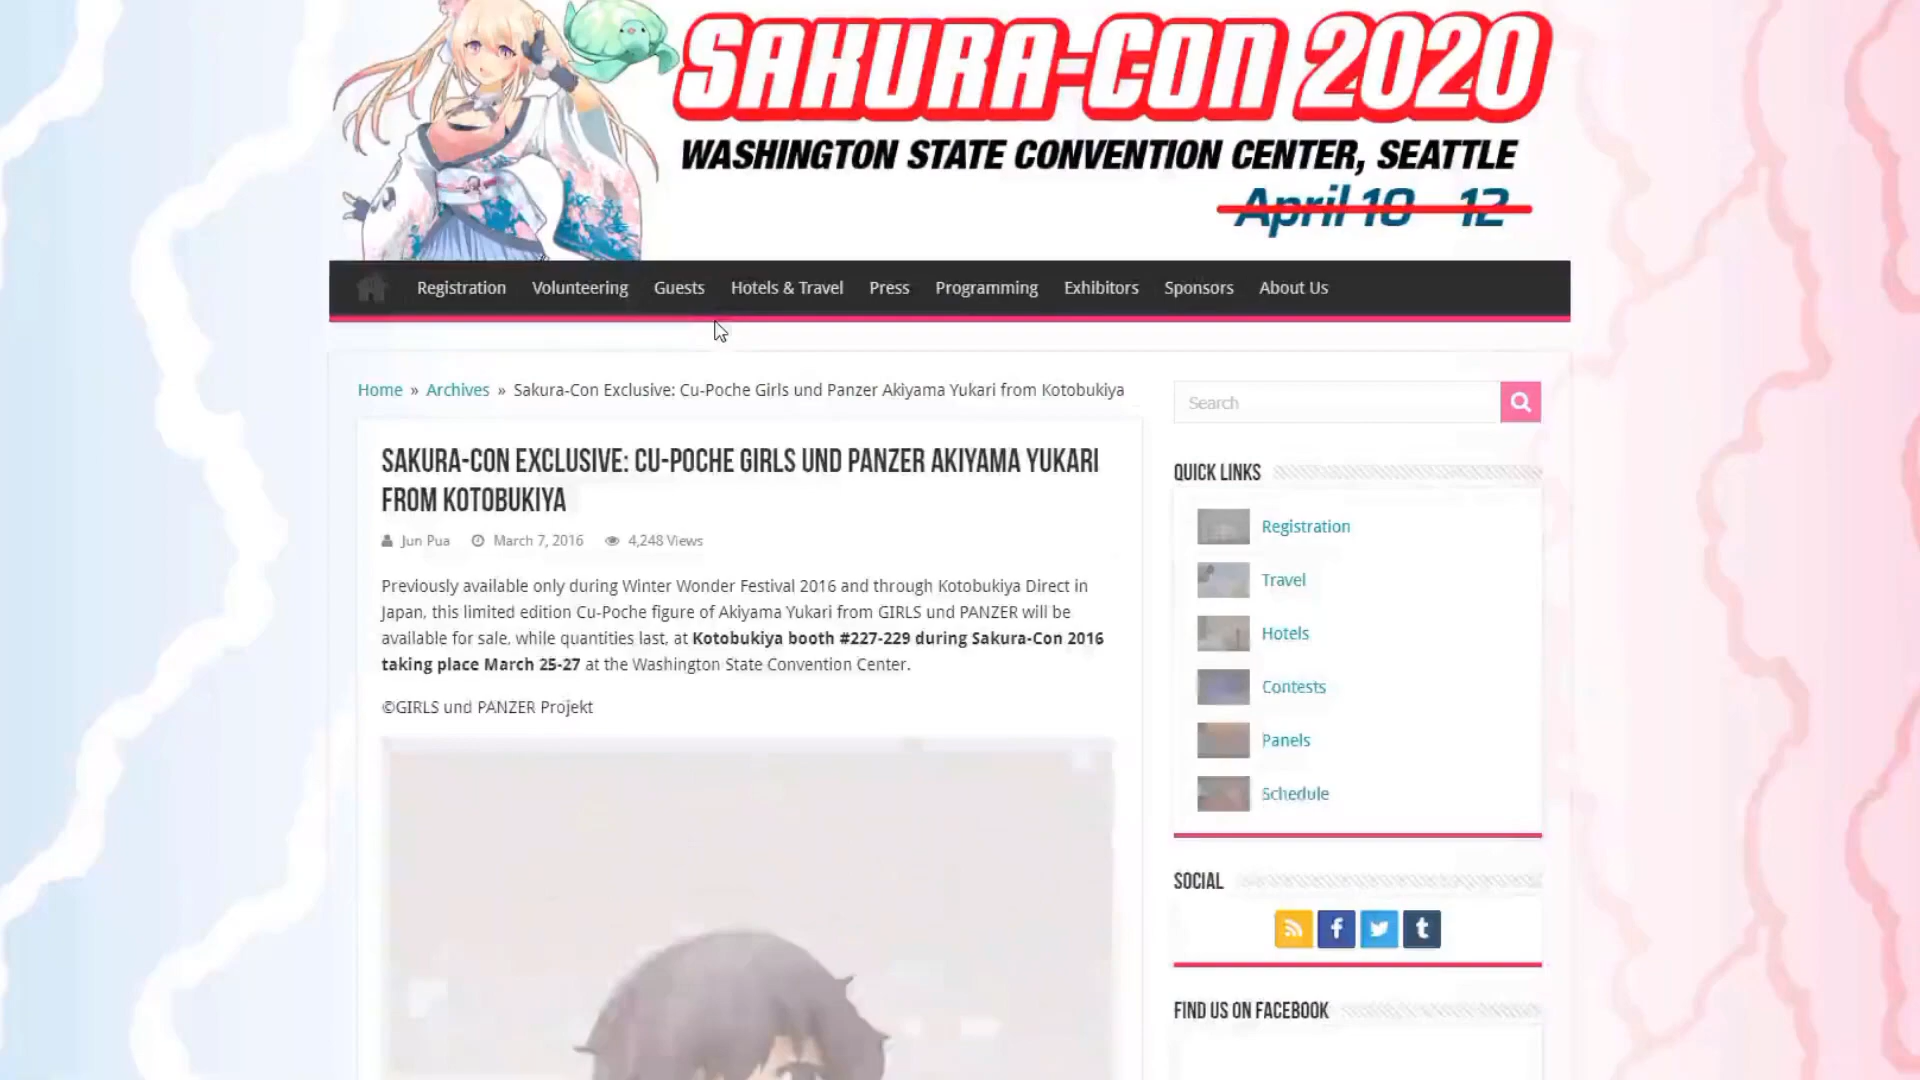 SAKURA-CON 2020
WASHINGTON STATE CONVENTION CENTER, SEATTLE
April 10 - 12
Registration Volunteering Guests Hotels & Travel Press Programming Exhibitors Sponsors About Us
Home » Archives » Sakura-Con Exclusive: Cu-Poche Girls und Panzer Akiyama Yukari from Kotobukiya
SAKURA-CON EXCLUSIVE: CU-POCHE GIRLS UND PANZER AKIYAMA YUKARI
FROM KOTOBUKIYA
Jun Pua March 7, 2016 4,248 Views
Previously available only during Winter Wonder Festival 2016 and through Kotobukiya Direct in
Japan, this limited edition Cu-Poche figure of Akiyama Yukari from GIRLS und PANZER will be
available for sale, while quantities last, at Kotobukiya booth #227-229 during Sakura-Con 2016
taking place March 25-27 at the Washington State Convention Center.
©GIRLS und PANZER Projekt
Search
QUICK LINKS
Registration
Travel
Hotels
Contests
Panels
Schedule
SOCIAL
FIND US ON FACEBOOK